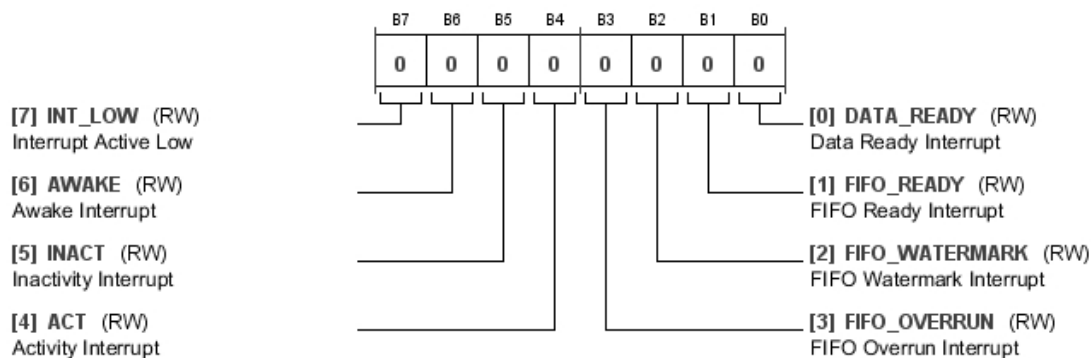 B7 B6 B5 B4 B3 B2 B1 B0
0 0 0 0 0 0 0 0
[7] INT_LOW (RW)
Interrupt Active Low
[6] AWAKE (RW)
Awake Interrupt
[5] INACT (RW)
Inactivity Interrupt
[4] ACT (RW)
Activity Interrupt
[0] DATA_READY (RW)
Data Ready Interrupt
[1] FIFO_READY (RW)
FIFO Ready Interrupt
[2] FIFO_WATERMARK (RW)
FIFO Watermark Interrupt
[3] FIFO_OVERRUN (RW)
FIFO Overrun Interrupt